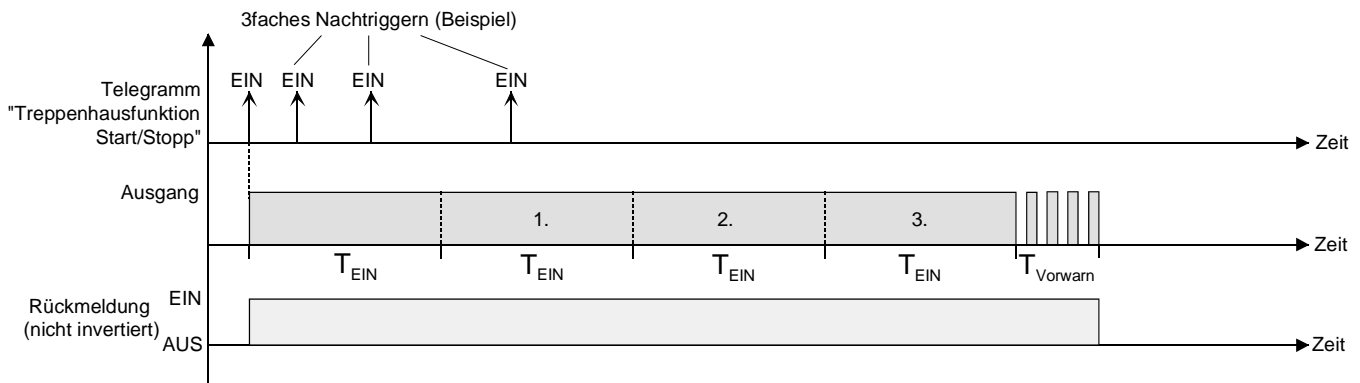 3faches Nachtriggern (Beispiel)
EIN EIN EIN EIN
Telegramm
"Treppenhausfunktion
Start/Stopp"
Zeit
Ausgang
1. 2. 3.
Zeit
TEIN TEIN TEIN TEIN TVorwarn
Rückmeldung
(nicht invertiert)
EIN
AUS
Zeit